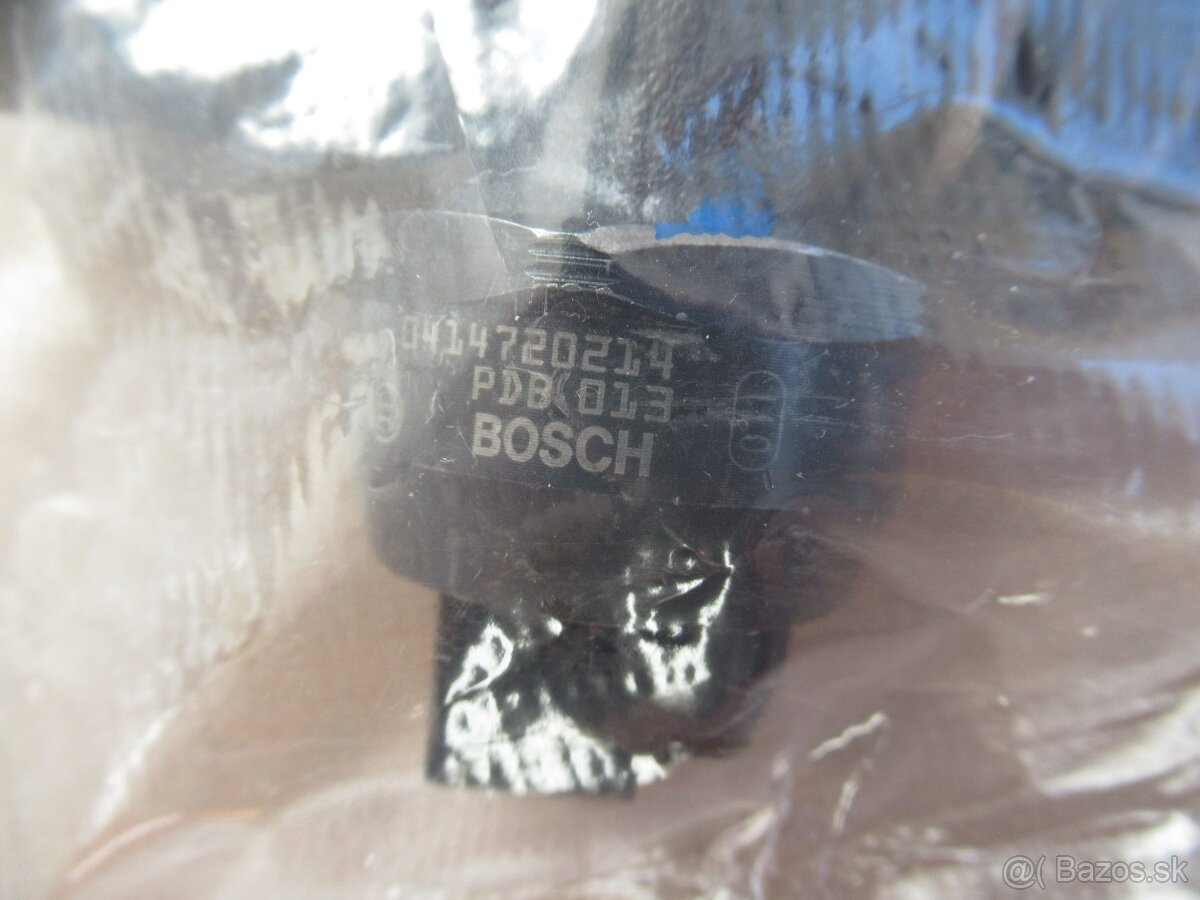 0414720214
PDB 013
BOSCH
@( Bazos.sk